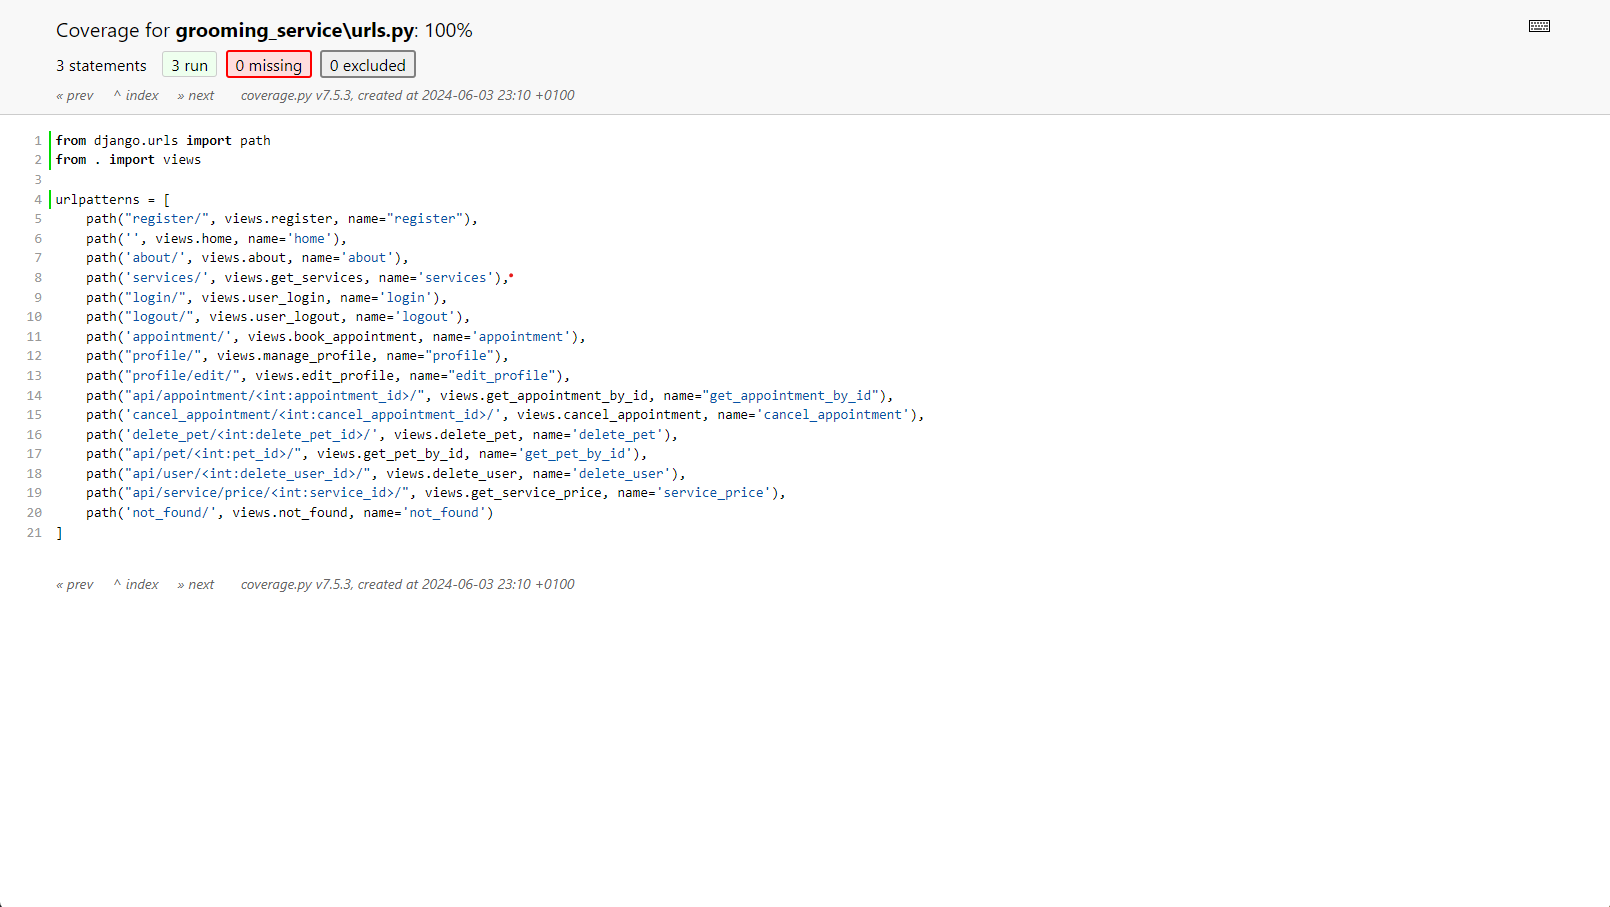 Coverage for grooming_service\urls.py: 100%
3 statements 3 run 0 missing 0 excluded
« prev ^ index » next coverage.py v7.5.3, created at 2024-06-03 23:10 +0100
1 from django.urls import path
2 from . import views
3
4 urlpatterns = [
5     path("register/", views.register, name="register"),
6     path('', views.home, name='home'),
7     path('about/', views.about, name='about'),
8     path('services/', views.get_services, name='services'),
9     path("login/", views.user_login, name='login'),
10     path("logout/", views.user_logout, name='logout'),
11     path('appointment/', views.book_appointment, name='appointment'),
12     path("profile/", views.manage_profile, name="profile"),
13     path("profile/edit/", views.edit_profile, name="edit_profile"),
14     path("api/appointment/<int:appointment_id>/", views.get_appointment_by_id, name="get_appointment_by_id"),
15     path('cancel_appointment/<int:cancel_appointment_id>/', views.cancel_appointment, name='cancel_appointment'),
16     path('delete_pet/<int:delete_pet_id>/', views.delete_pet, name='delete_pet'),
17     path("api/pet/<int:pet_id>/", views.get_pet_by_id, name='get_pet_by_id'),
18     path("api/user/<int:delete_user_id>/", views.delete_user, name='delete_user'),
19     path("api/service/price/<int:service_id>/", views.get_service_price, name='service_price'),
20     path('not_found/', views.not_found, name='not_found')
21 ]
« prev ^ index » next coverage.py v7.5.3, created at 2024-06-03 23:10 +0100